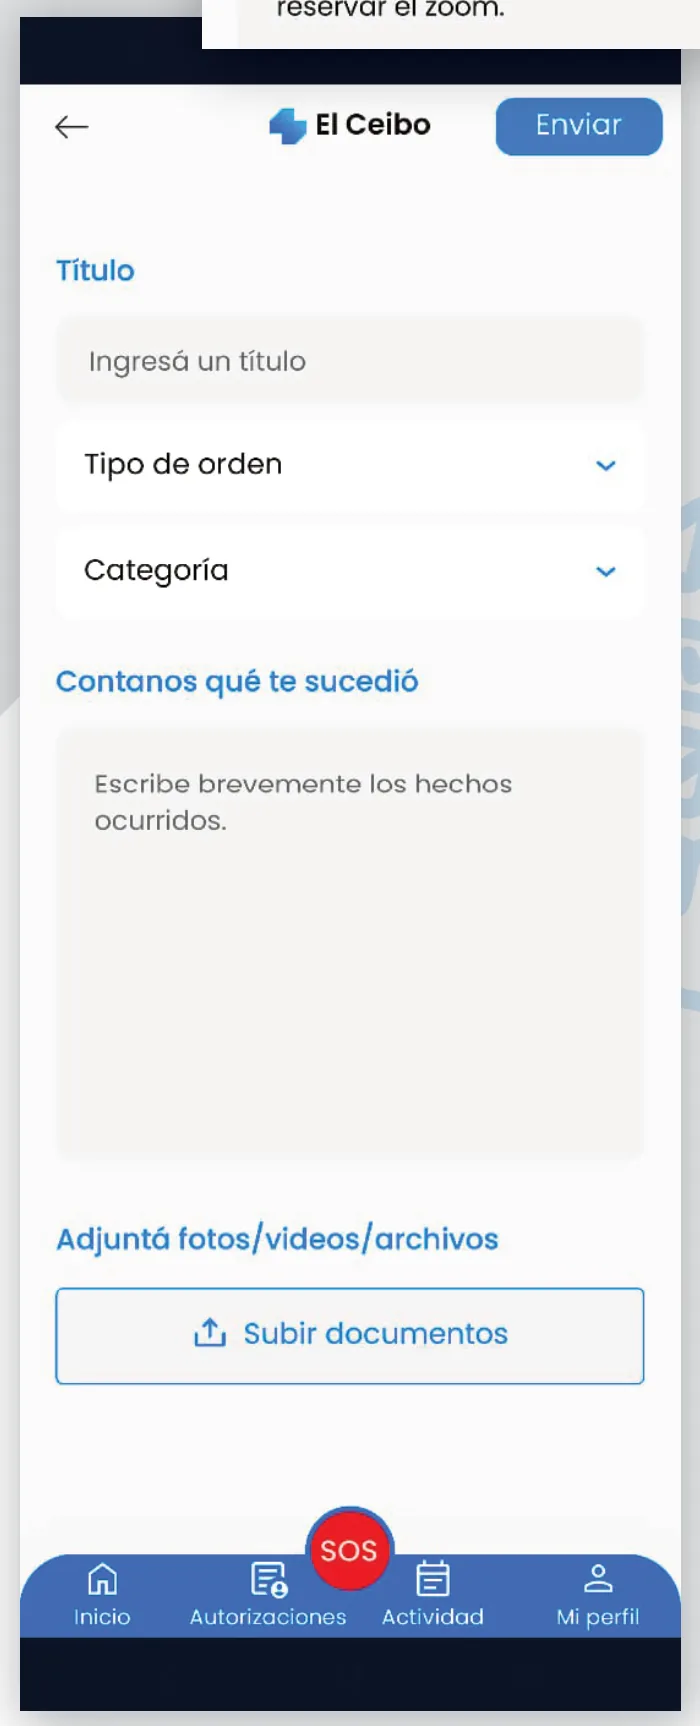 reservar el zoom.
El Ceibo
Enviar
Título
Ingresá un título
Tipo de orden
Categoría
Contanos qué te sucedió
Escribe brevemente los hechos
ocurridos.
Adjuntá fotos/videos/archivos
Subir documentos
SOS
Inicio
Autorizaciones
Actividad
Mi perfil